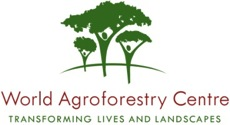 World Agroforestry Centre
TRANSFORMING LIVES AND LANDSCAPES